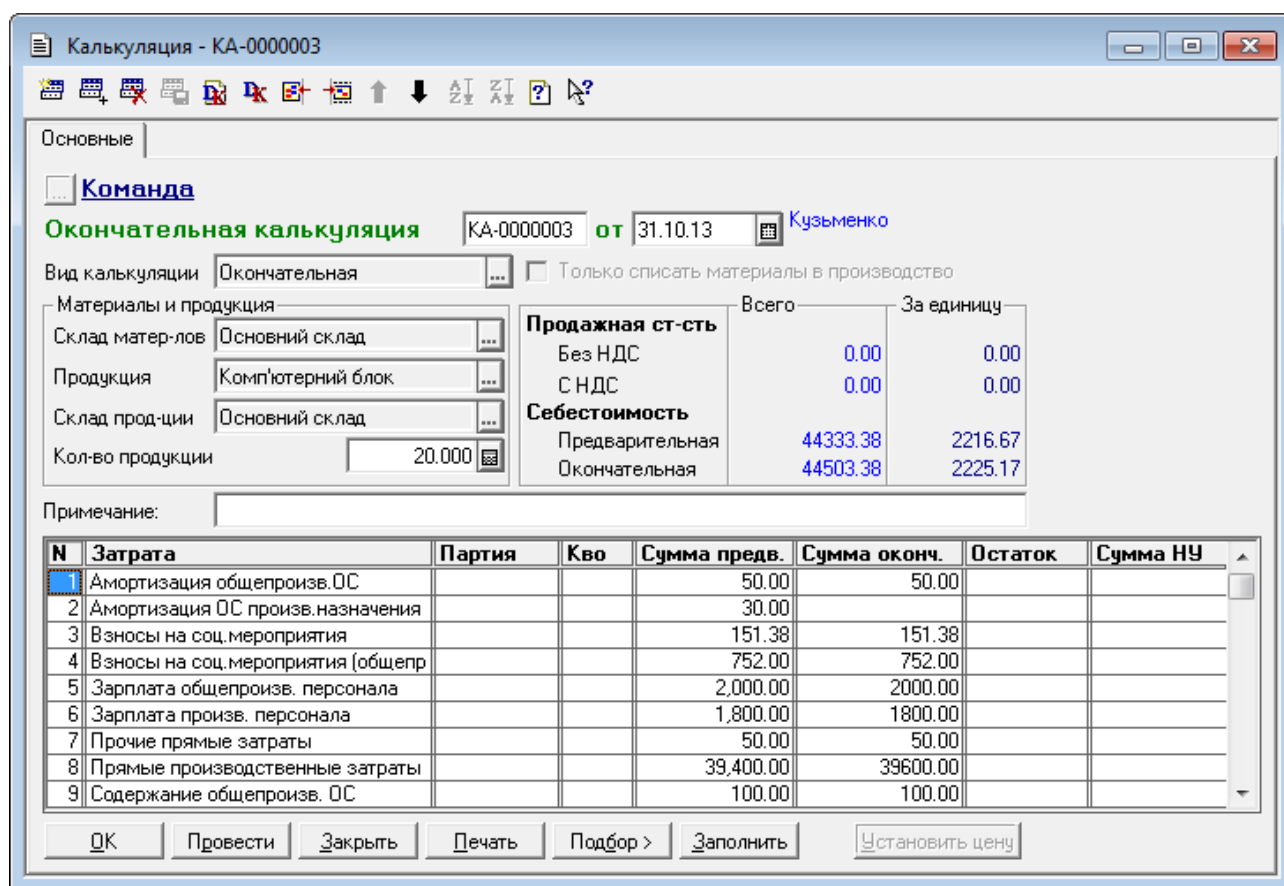 Калькуляция - КА-0000003
Основные
... Команда
Окончательная калькуляция КА-0000003 от 31.10.13 Кузьменко
Вид калькуляции Окончательная ... Только списать материалы в производство
Материалы и продукция Всего За единицу
Склад матер-лов Основний склад ... Продажная ст-сть
Без НДС 0.00 0.00
Продукция Комп'ютерний блок ... С НДС 0.00 0.00
Склад прод-ции Основний склад ... Себестоимость
Предварительная 44333.38 2216.67
Кол-во продукции 20.000 Окончательная 44503.38 2225.17
Примечание:
N Затрата Партия Кво Сумма предв. Сумма оконч. Остаток Сумма НУ
1 Амортизация общепроизв.ОС 50.00 50.00
2 Амортизация ОС произв.назначения 30.00
3 Взносы на соц.мероприятия 151.38 151.38
4 Взносы на соц.мероприятия (общепр 752.00 752.00
5 Зарплата общепроизв. персонала 2,000.00 2000.00
6 Зарплата произв. персонала 1,800.00 1800.00
7 Прочие прямые затраты 50.00 50.00
8 Прямые производственные затраты 39,400.00 39600.00
9 Содержание общепроизв. ОС 100.00 100.00
OK Провести Закрыть Печать Подбор > Заполнить Установить цену